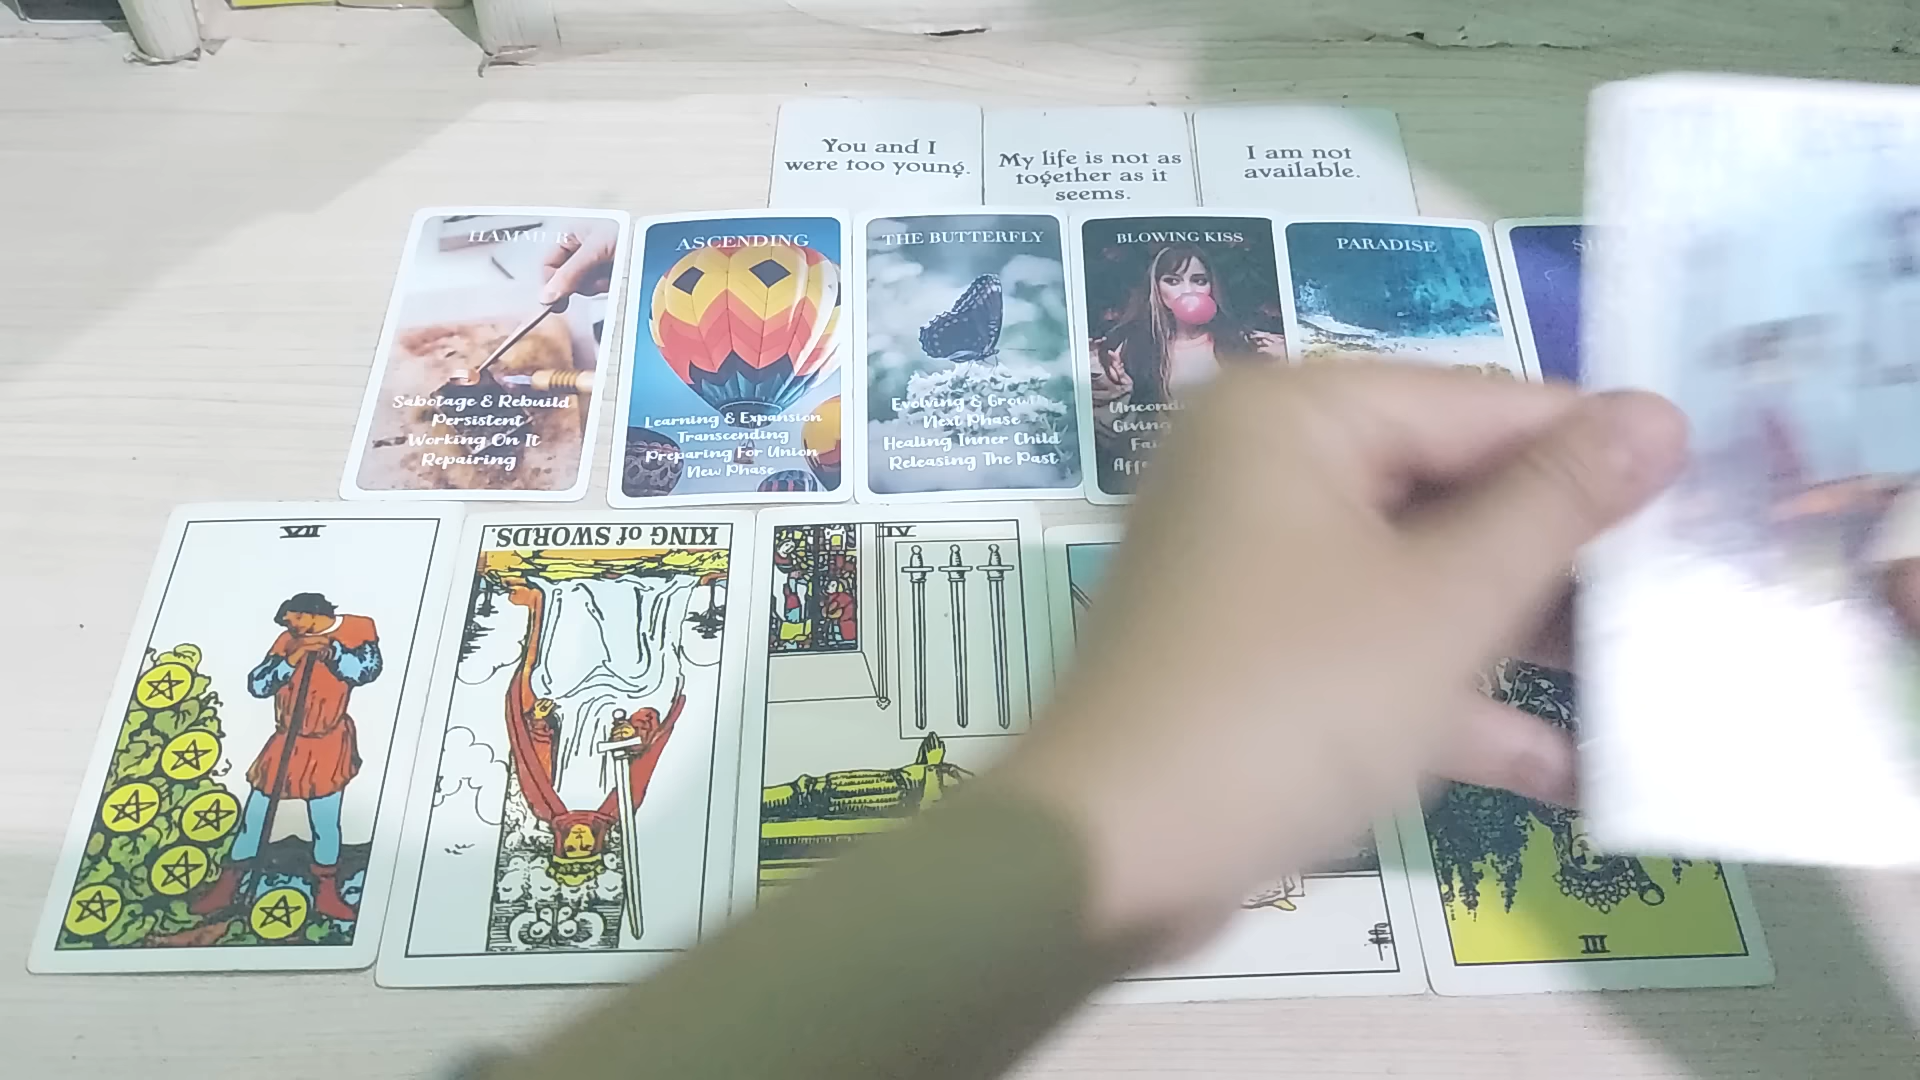 You and I
were too young.
My life is not as
together as it
seems.
I am not
available.
HAMMER
Sabotage & Rebuild
Persistent
Working On It
Repairing
ASCENDING
Learning & Expansion
Transcending
Preparing For Union
New Phase
THE BUTTERFLY
Evolving & Growth
Next Phase
Healing Inner Child
Releasing The Past
BLOWING KISS
Giving
PARADISE
VII
KING of SWORDS.
IV
III